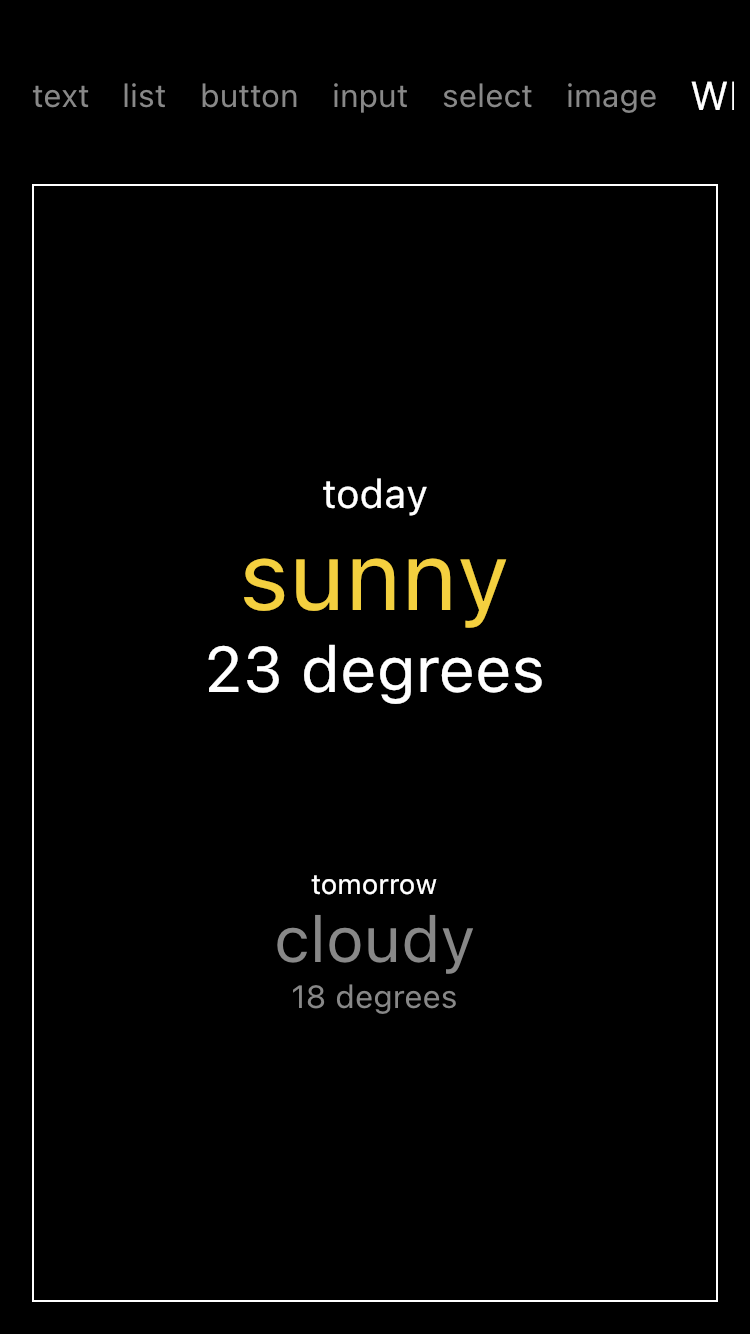 text list button input select image
today
sunny
23 degrees
tomorrow
cloudy
18 degrees